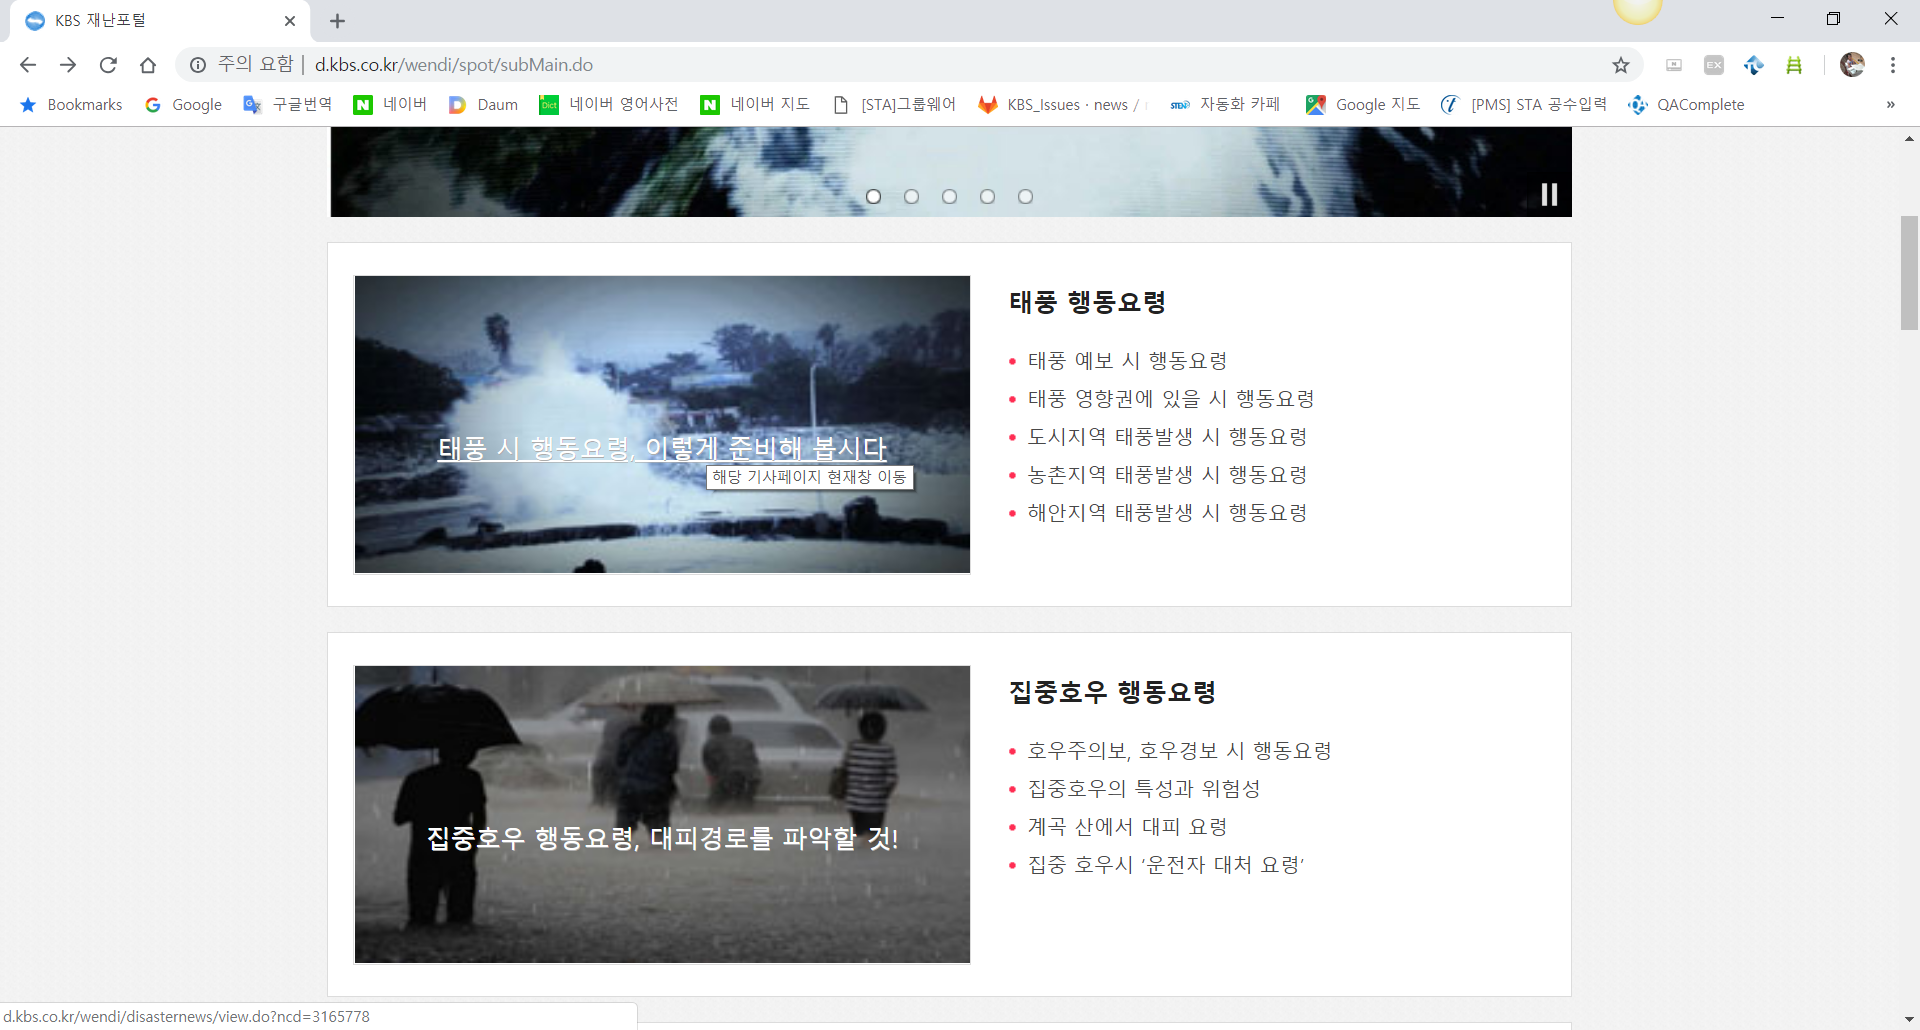 KBS 재난포털
주의 요함 | d.kbs.co.kr/wendi/spot/subMain.do
EX
Bookmarks Google 구글번역 네이버 Daum 네이버 영어사전 네이버 지도 [STA]그룹웨어 KBS_Issues · news / 자동화 카페 Google 지도 [PMS] STA 공수입력 QAComplete »
태풍 시 행동요령, 이렇게 준비해 봅시다
해당 기사페이지 현재창 이동
태풍 행동요령
태풍 예보 시 행동요령
태풍 영향권에 있을 시 행동요령
도시지역 태풍발생 시 행동요령
농촌지역 태풍발생 시 행동요령
해안지역 태풍발생 시 행동요령
집중호우 행동요령, 대피경로를 파악할 것!
집중호우 행동요령
호우주의보, 호우경보 시 행동요령
집중호우의 특성과 위험성
계곡 산에서 대피 요령
집중 호우시 ‘운전자 대처 요령’
d.kbs.co.kr/wendi/disasternews/view.do?ncd=3165778